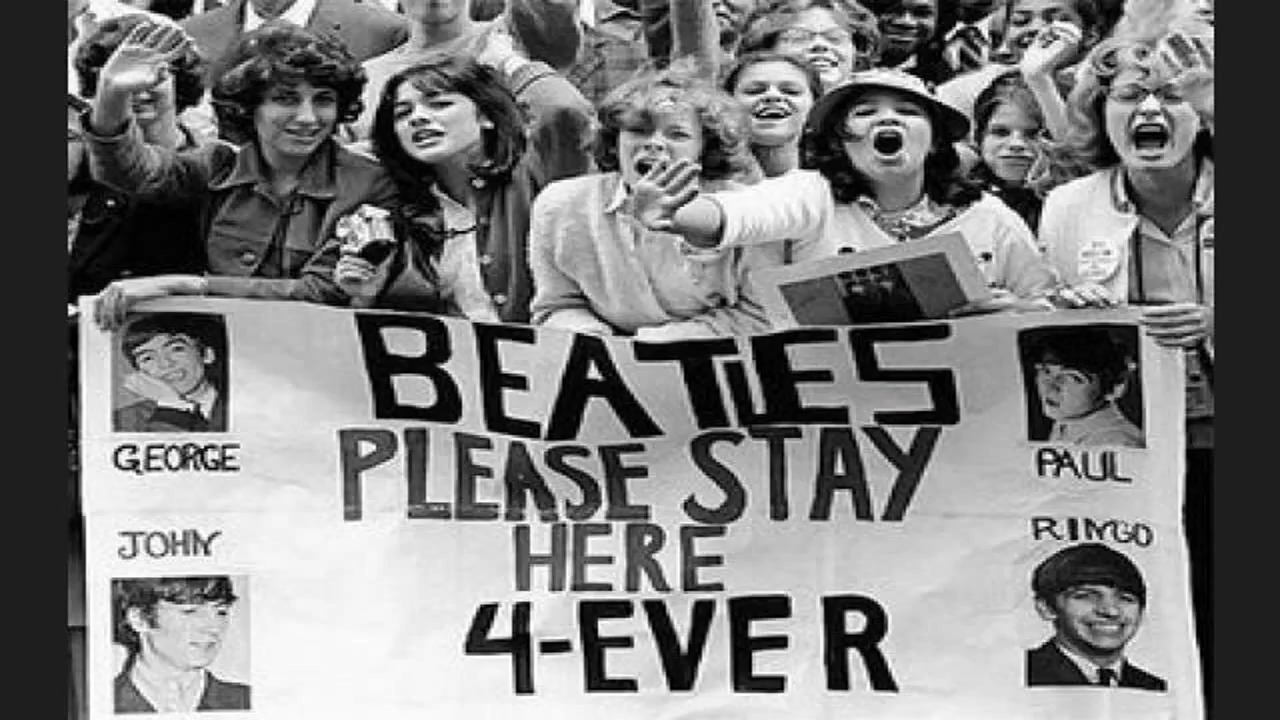 BEATLES
PLEASE STAY
HERE
4-EVER
GEORGE
PAUL
JOHN
RINGO